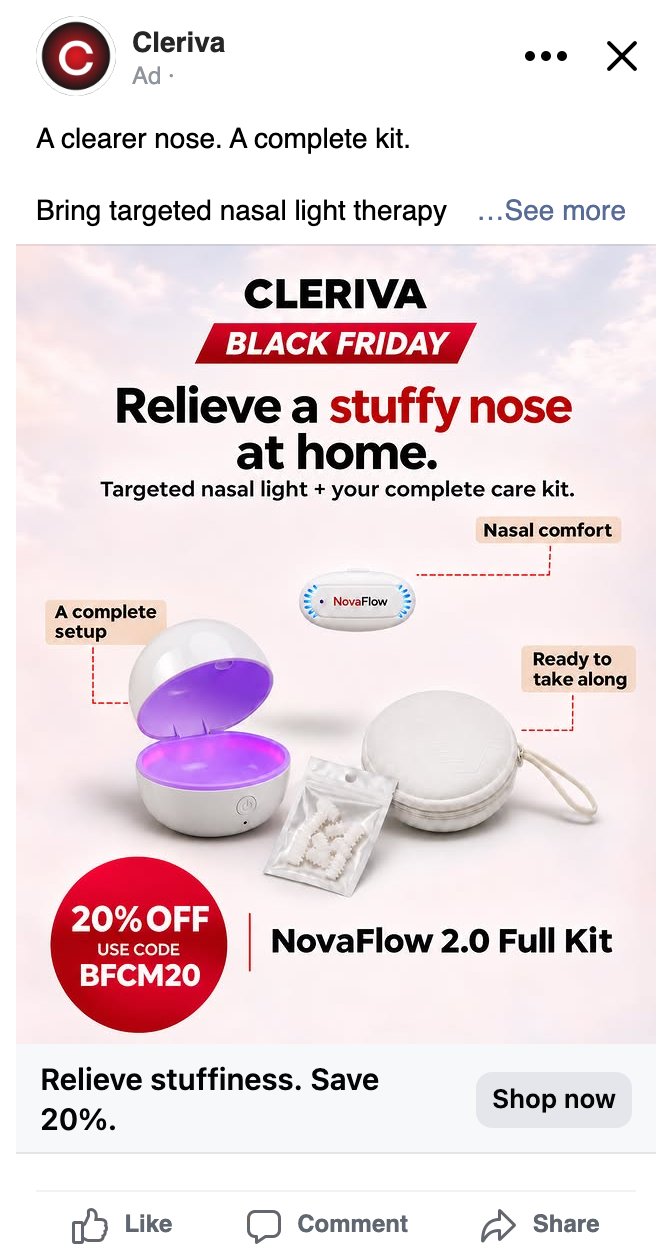 C
Cleriva
Ad ·
A clearer nose. A complete kit.
Bring targeted nasal light therapy ...See more
CLERIVA
BLACK FRIDAY
Relieve a stuffy nose
at home.
Targeted nasal light + your complete care kit.
Nasal comfort
NovaFlow
A complete
setup
Ready to
take along
20% OFF
USE CODE
BFCM20
NovaFlow 2.0 Full Kit
Relieve stuffiness. Save
20%.
Shop now
Like
Comment
Share